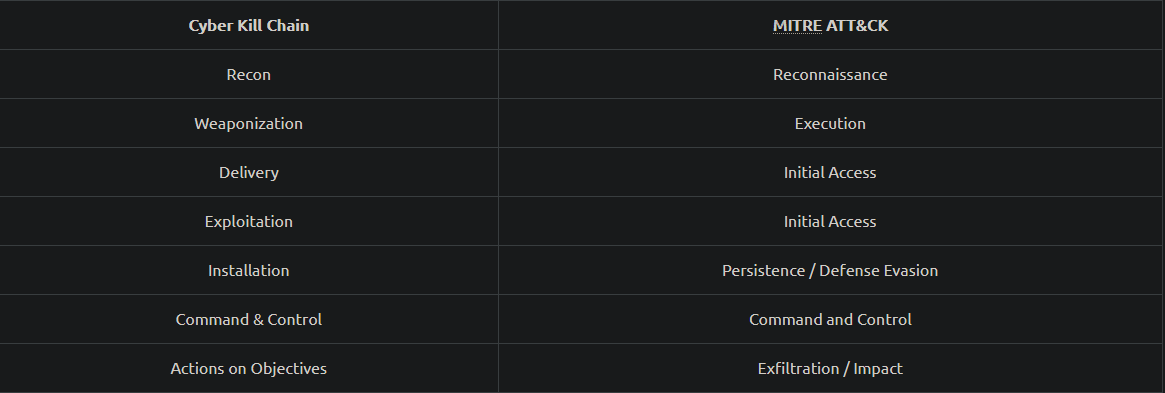 Cyber Kill Chain MITRE ATT&CK
Recon Reconnaissance
Weaponization Execution
Delivery Initial Access
Exploitation Initial Access
Installation Persistence / Defense Evasion
Command & Control Command and Control
Actions on Objectives Exfiltration / Impact